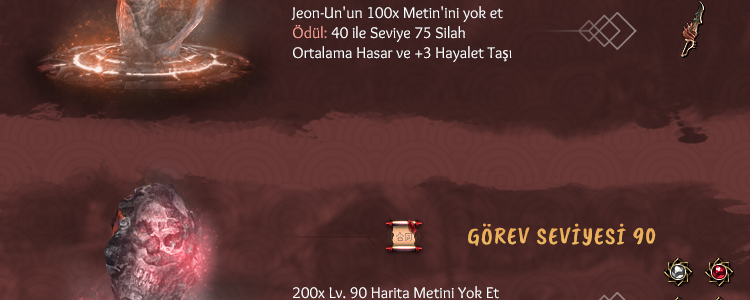 Jeon-Un'un 100x Metin'ini yok et
Ödül: 40 ile Seviye 75 Silah
Ortalama Hasar ve +3 Hayalet Taşı
GÖREV SEVİYESİ 90
200x Lv. 90 Harita Metini Yok Et